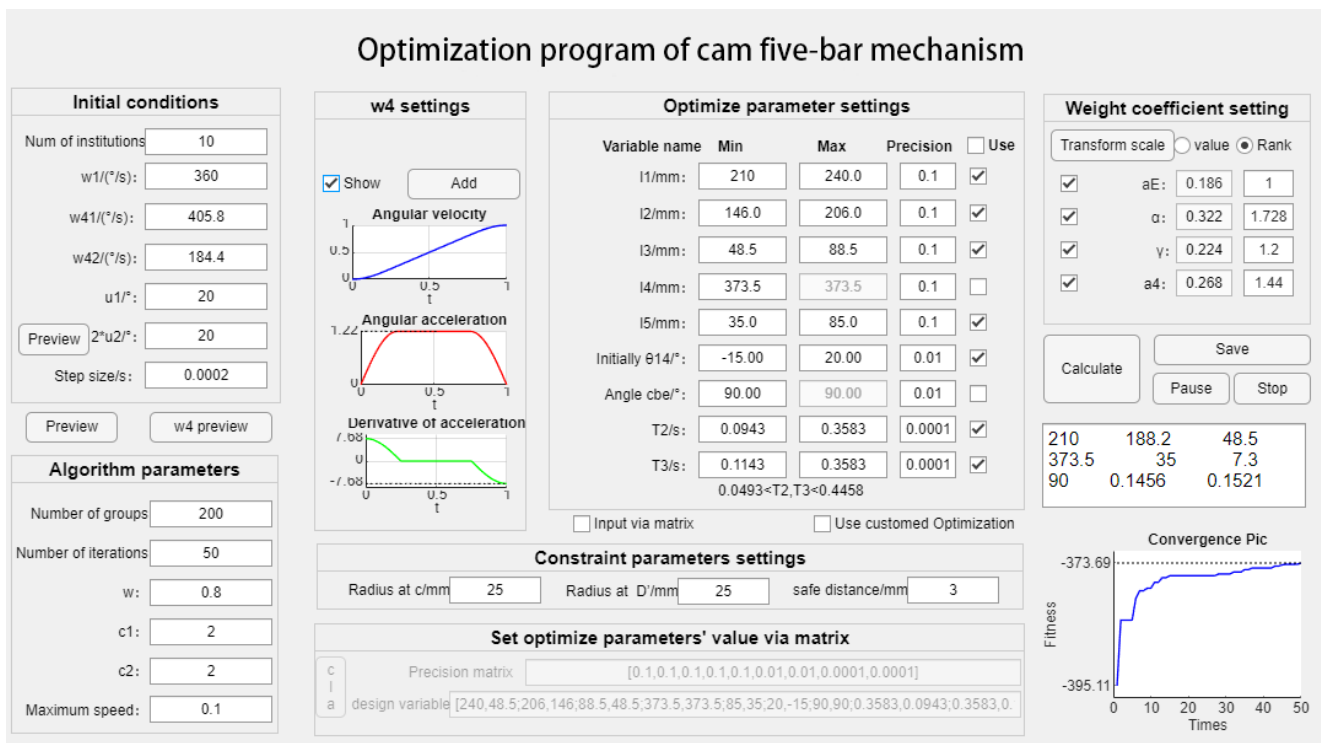 Optimization program of cam five-bar mechanism
Initial conditions
Num of institutions 10
w1/(°/s): 360
w41/(°/s): 405.8
w42/(°/s): 184.4
u1/°: 20
Preview 2*u2/°: 20
Step size/s: 0.0002
Preview w4 preview
Algorithm parameters
Number of groups 200
Number of iterations 50
w: 0.8
c1: 2
c2: 2
Maximum speed: 0.1
w4 settings
Show Add
Angular velocity
1
0.5
0
0 0.5 1
t
Angular acceleration
1.22
0
0 0.5 1
t
Derivative of acceleration
7.68
0
-7.68
0 0.5 1
t
Optimize parameter settings
Variable name Min Max Precision Use
l1/mm: 210 240.0 0.1
l2/mm: 146.0 206.0 0.1
l3/mm: 48.5 88.5 0.1
l4/mm: 373.5 373.5 0.1
l5/mm: 35.0 85.0 0.1
Initially θ14/°: -15.00 20.00 0.01
Angle cbe/°: 90.00 90.00 0.01
T2/s: 0.0943 0.3583 0.0001
T3/s: 0.1143 0.3583 0.0001
0.0493<T2,T3<0.4458
Input via matrix Use customed Optimization
Constraint parameters settings
Radius at c/mm 25 Radius at D'/mm 25 safe distance/mm 3
Set optimize parameters' value via matrix
c
l
a
Precision matrix [0.1,0.1,0.1,0.1,0.1,0.01,0.01,0.0001,0.0001]
design variable [240,48.5;206,146;88.5,48.5;373.5,373.5;85,35;20,-15;90,90;0.3583,0.0943;0.3583,0.
Weight coefficient setting
Transform scale value Rank
aE: 0.186 1
α: 0.322 1.728
γ: 0.224 1.2
a4: 0.268 1.44
Calculate Save
Pause Stop
210 188.2 48.5
373.5 35 7.3
90 0.1456 0.1521
Convergence Pic
-373.69
Fitness
-395.11
0 10 20 30 40 50
Times